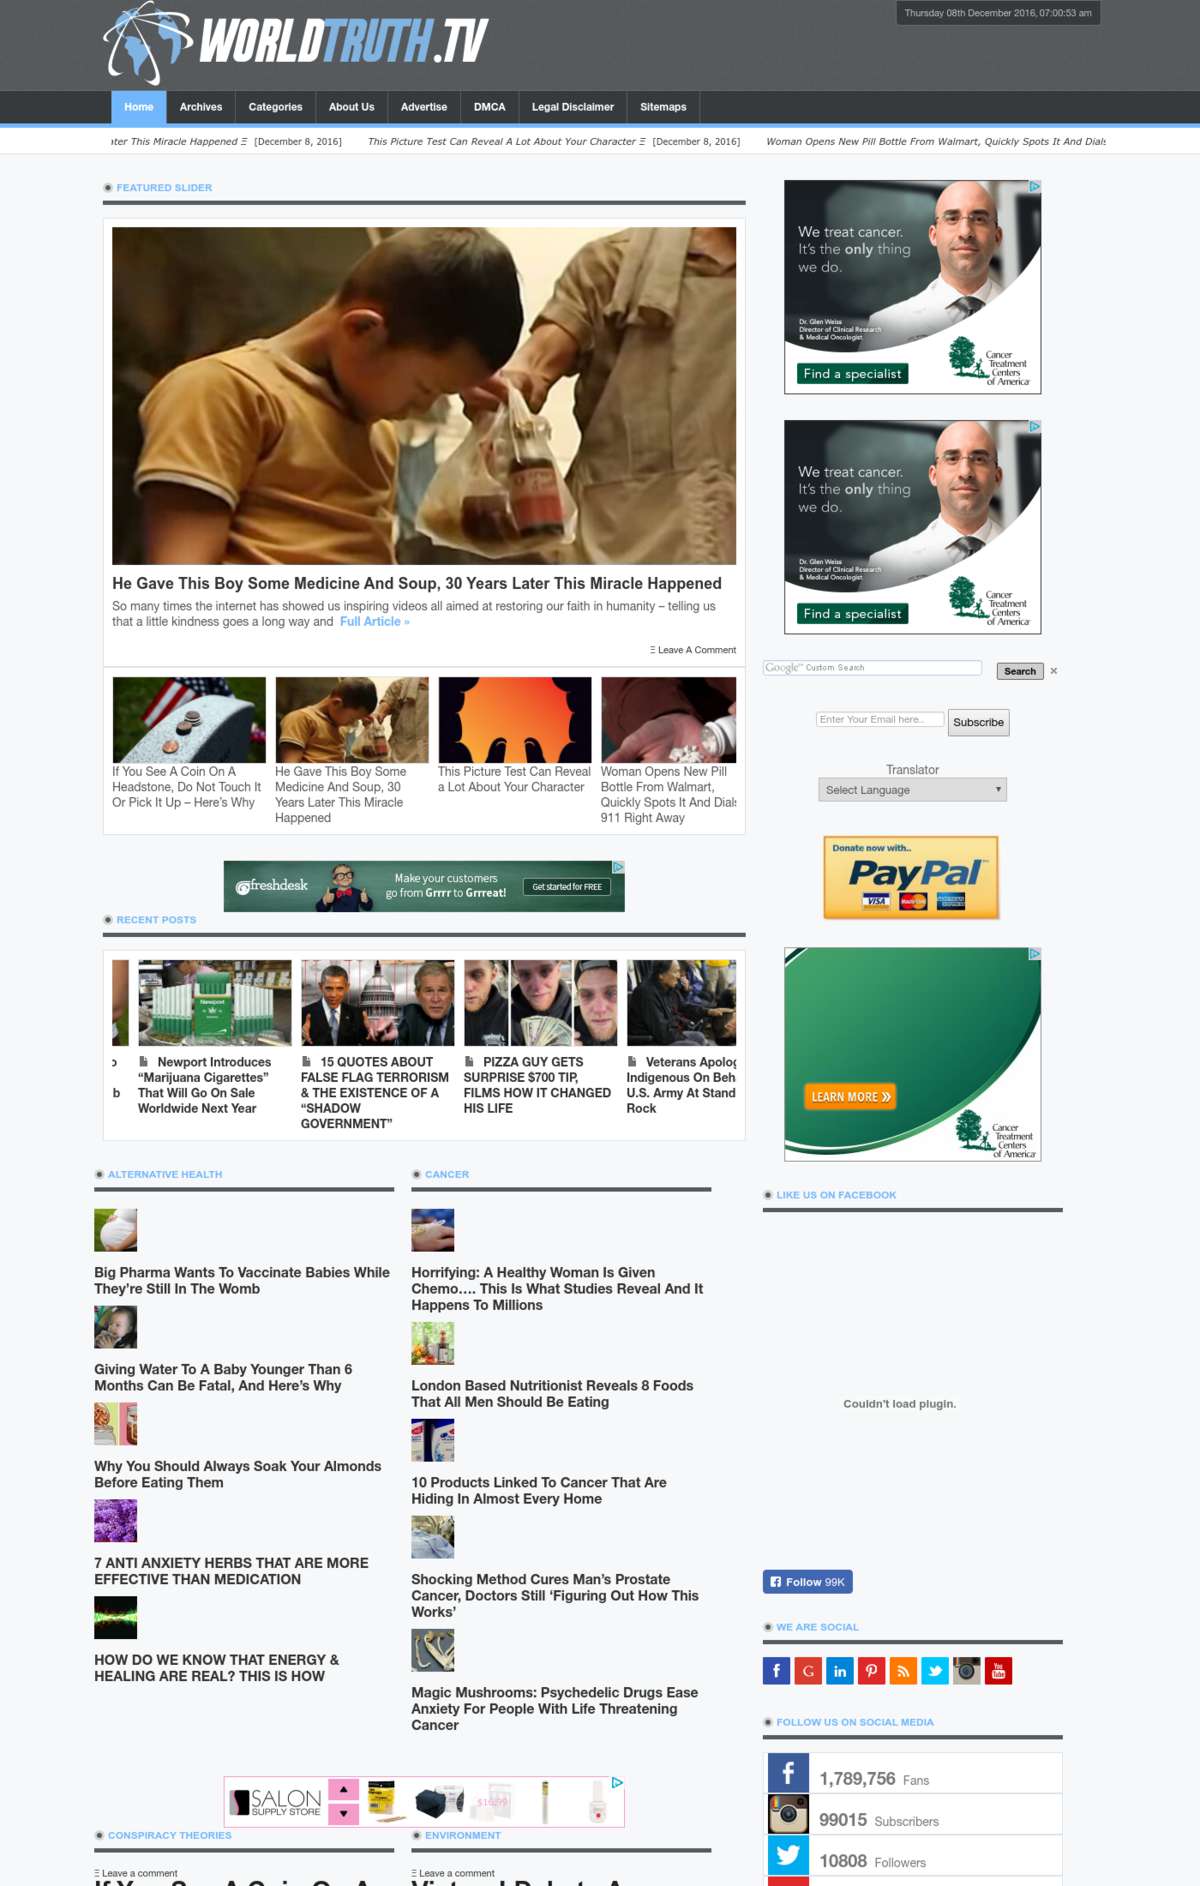 WORLDTRUTH.TV
Thursday 08th December 2016, 07:00:53 am
Home
Archives
Categories
About Us
Advertise
DMCA
Legal Disclaimer
Sitemaps
This Miracle Happened Ξ [December 8, 2016] This Picture Test Can Reveal A Lot About Your Character Ξ [December 8, 2016] Woman Opens New Pill Bottle From Walmart, Quickly Spots It And Dials
FEATURED SLIDER
He Gave This Boy Some Medicine And Soup, 30 Years Later This Miracle Happened
So many times the internet has showed us inspiring videos all aimed at restoring our faith in humanity – telling us
that a little kindness goes a long way and Full Article »
Ξ Leave A Comment
If You See A Coin On A
Headstone, Do Not Touch It
Or Pick It Up – Here's Why
He Gave This Boy Some
Medicine And Soup, 30
Years Later This Miracle
Happened
This Picture Test Can Reveal
a Lot About Your Character
Woman Opens New Pill
Bottle From Walmart,
Quickly Spots It And Dials
911 Right Away
freshdesk
Make your customers
go from Grrrr to Grrreat!
Get started for FREE
RECENT POSTS
Newport
Newport Introduces
“Marijuana Cigarettes”
That Will Go On Sale
Worldwide Next Year
15 QUOTES ABOUT
FALSE FLAG TERRORISM
& THE EXISTENCE OF A
“SHADOW
GOVERNMENT”
PIZZA GUY GETS
SURPRISE $700 TIP,
FILMS HOW IT CHANGED
HIS LIFE
Veterans Apolog
Indigenous On Beh
U.S. Army At Stand
Rock
ALTERNATIVE HEALTH
Big Pharma Wants To Vaccinate Babies While
They're Still In The Womb
Giving Water To A Baby Younger Than 6
Months Can Be Fatal, And Here's Why
Why You Should Always Soak Your Almonds
Before Eating Them
7 ANTI ANXIETY HERBS THAT ARE MORE
EFFECTIVE THAN MEDICATION
HOW DO WE KNOW THAT ENERGY &
HEALING ARE REAL? THIS IS HOW
CANCER
Horrifying: A Healthy Woman Is Given
Chemo…. This Is What Studies Reveal And It
Happens To Millions
London Based Nutritionist Reveals 8 Foods
That All Men Should Be Eating
10 Products Linked To Cancer That Are
Hiding In Almost Every Home
Shocking Method Cures Man's Prostate
Cancer, Doctors Still ‘Figuring Out How This
Works’
Magic Mushrooms: Psychedelic Drugs Ease
Anxiety For People With Life Threatening
Cancer
SALON
SUPPLY STORE
$16.99
CONSPIRACY THEORIES
Ξ Leave a comment
ENVIRONMENT
Ξ Leave a comment
We treat cancer.
It's the only thing
we do.
Dr. Glen Weiss
Director of Clinical Research
& Medical Oncologist
Find a specialist
Cancer
Treatment
Centers
of America
We treat cancer.
It's the only thing
we do.
Dr. Glen Weiss
Director of Clinical Research
& Medical Oncologist
Find a specialist
Cancer
Treatment
Centers
of America
Google™ Custom Search
Search
×
Enter Your Email here..
Subscribe
Translator
Select Language
Donate now with..
PayPal
VISA
MasterCard
LEARN MORE »
Cancer
Treatment
Centers
of America
LIKE US ON FACEBOOK
Couldn't load plugin.
Follow 99K
WE ARE SOCIAL
FOLLOW US ON SOCIAL MEDIA
1,789,756 Fans
99015 Subscribers
10808 Followers